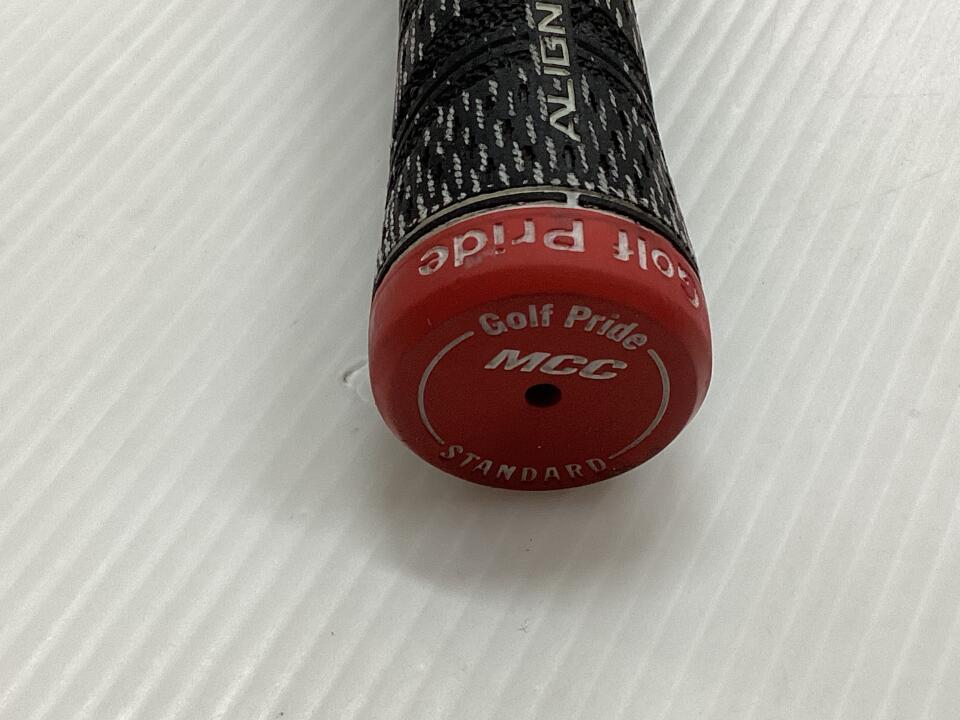 ALIGN
Golf Pride
Golf Pride
MCC
STANDARD